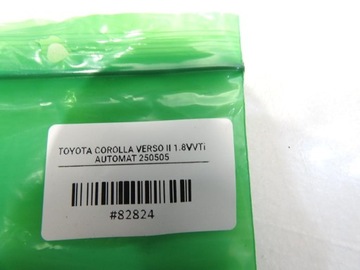 TOYOTA COROLLA VERSO II 1.8VVTi
AUTOMAT 250505
#82824